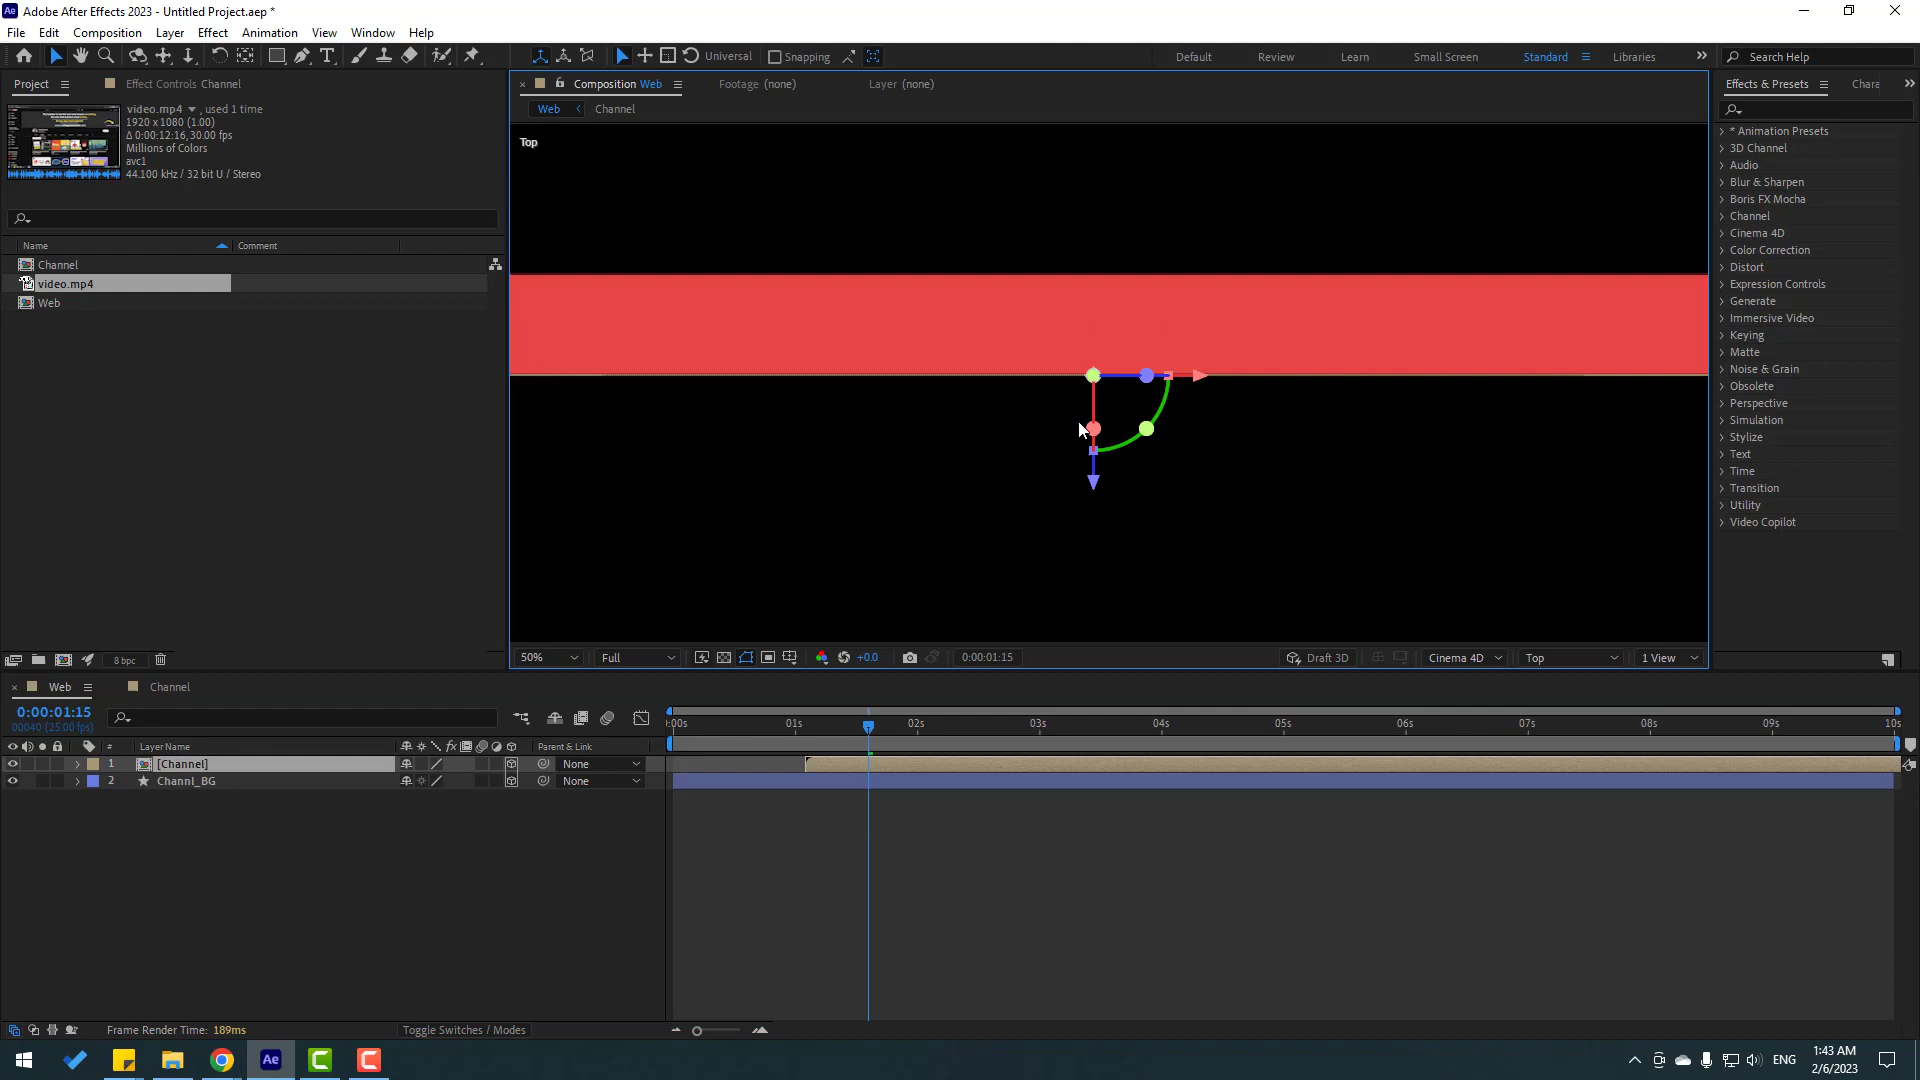 Adobe After Effects 2023 - Untitled Project.aep *
File Edit Composition Layer Effect Animation View Window Help
Universal Snapping Default Review Learn Small Screen Standard Libraries Search Help
Project Effect Controls Channel
Composition Web Footage (none) Layer (none)
Effects & Presets Chara
video.mp4 , used 1 time
1920 x 1080 (1.00)
Δ 0:00:12:16, 30.00 fps
Millions of Colors
avc1
44.100 kHz / 32 bit U / Stereo
Web Channel
Top
Name Comment
Channel
video.mp4
Web
* Animation Presets
3D Channel
Audio
Blur & Sharpen
Boris FX Mocha
Channel
Cinema 4D
Color Correction
Distort
Expression Controls
Generate
Immersive Video
Keying
Matte
Noise & Grain
Obsolete
Perspective
Simulation
Stylize
Text
Time
Transition
Utility
Video Copilot
8 bpc
50% Full +0.0 0:00:01:15 Draft 3D Cinema 4D Top 1 View
Web Channel
0:00:01:15
00040 (25.00 fps)
:00s 01s 02s 03s 04s 05s 06s 07s 08s 09s 10s
# Layer Name fx Parent & Link
1 [Channel] None
2 Channl_BG None
Frame Render Time: 189ms Toggle Switches / Modes
Ae ENG 1:43 AM
2/6/2023